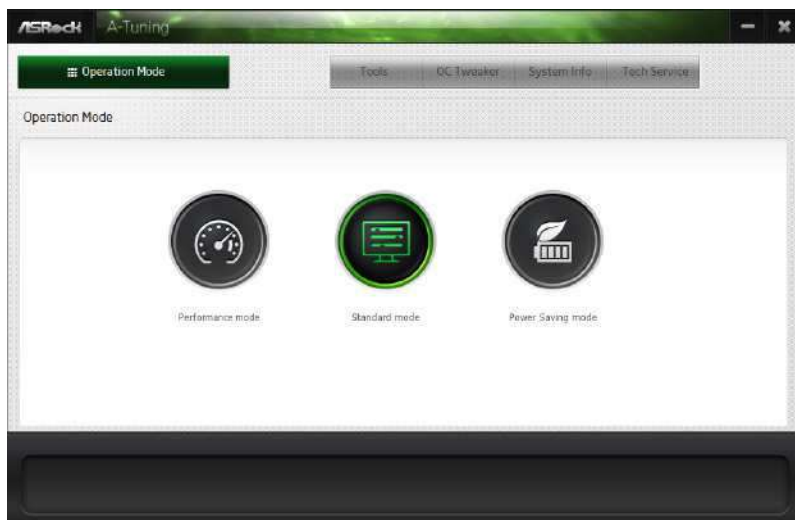 ASRock A-Tuning
Operation Mode Tools OC Tweaker System Info Tech Service
Operation Mode
Performance mode Standard mode Power Saving mode